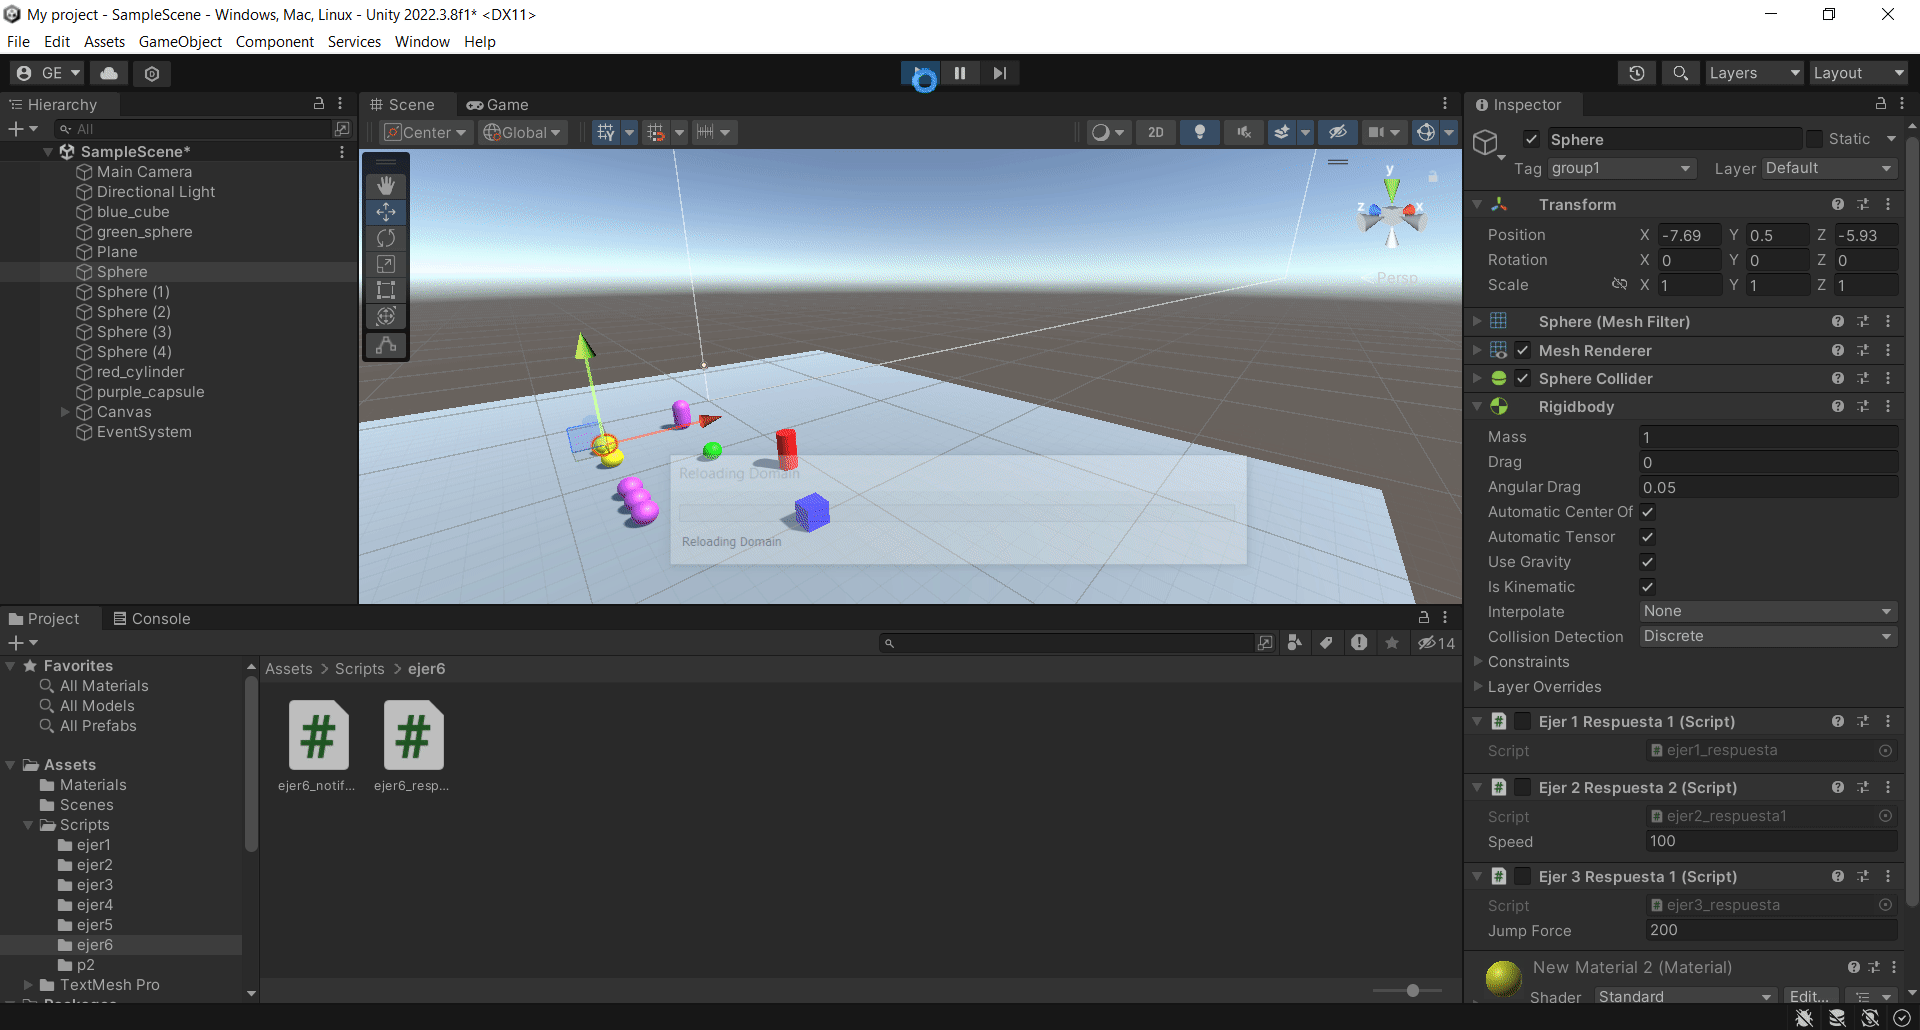 My project - SampleScene - Windows, Mac, Linux - Unity 2022.3.8f1* <DX11>
File Edit Assets GameObject Component Services Window Help
GE
Layers
Layout
Hierarchy
Scene
Game
Inspector
All
Center
Global
2D
Sphere
Static
SampleScene*
Tag group1 Layer Default
Main Camera
Directional Light
blue_cube
green_sphere
Plane
Sphere
Sphere (1)
Sphere (2)
Sphere (3)
Sphere (4)
red_cylinder
purple_capsule
Canvas
EventSystem
y
z
x
Persp
Reloading Domain
Reloading Domain
Transform
Position X -7.69 Y 0.5 Z -5.93
Rotation X 0 Y 0 Z 0
Scale X 1 Y 1 Z 1
Sphere (Mesh Filter)
Mesh Renderer
Sphere Collider
Rigidbody
Mass 1
Drag 0
Angular Drag 0.05
Automatic Center Of
Automatic Tensor
Use Gravity
Is Kinematic
Interpolate None
Collision Detection Discrete
Constraints
Layer Overrides
Ejer 1 Respuesta 1 (Script)
Script ejer1_respuesta
Ejer 2 Respuesta 2 (Script)
Script ejer2_respuesta1
Speed 100
Ejer 3 Respuesta 1 (Script)
Script ejer3_respuesta
Jump Force 200
New Material 2 (Material)
Shader Standard Edit...
Project
Console
14
Favorites
All Materials
All Models
All Prefabs
Assets
Materials
Scenes
Scripts
ejer1
ejer2
ejer3
ejer4
ejer5
ejer6
p2
TextMesh Pro
Packages
Assets > Scripts > ejer6
#
#
ejer6_notif...
ejer6_resp...